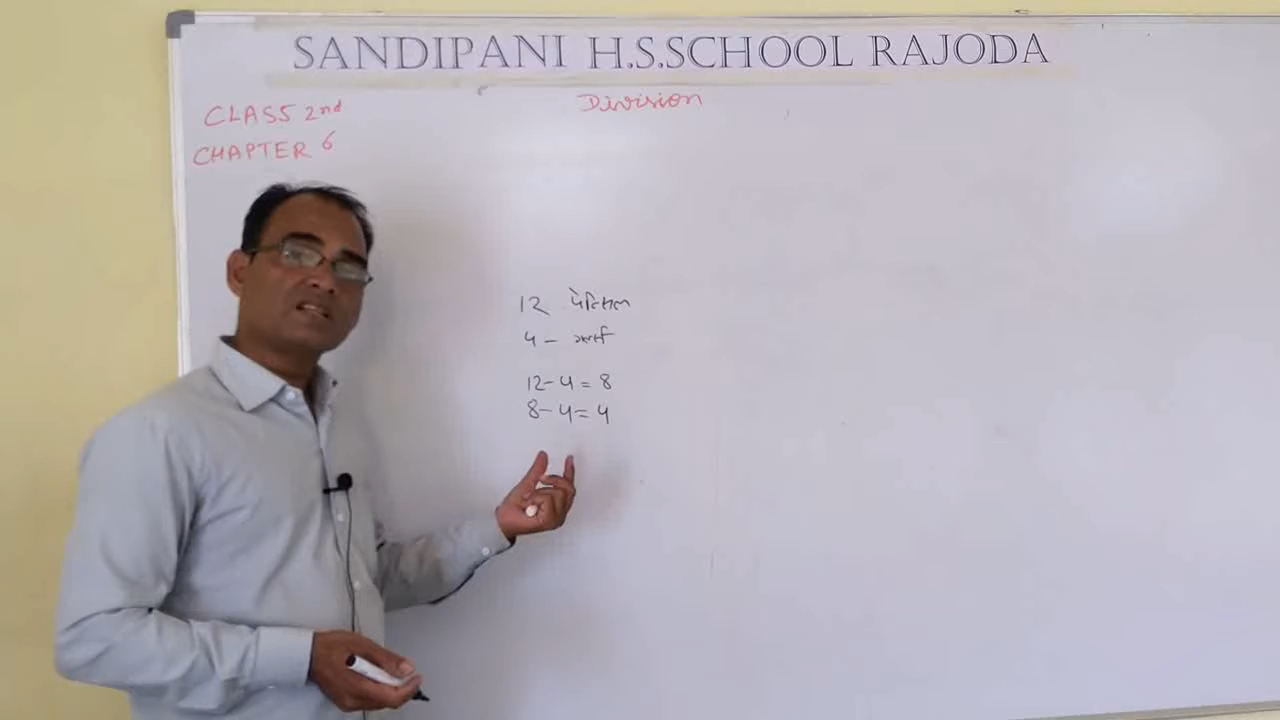 SANDIPANI H.S.SCHOOL RAJODA
Division
CLASS 2nd
CHAPTER 6
12 पेंसिल
4 –
12 – 4 = 8
8 – 4 = 4